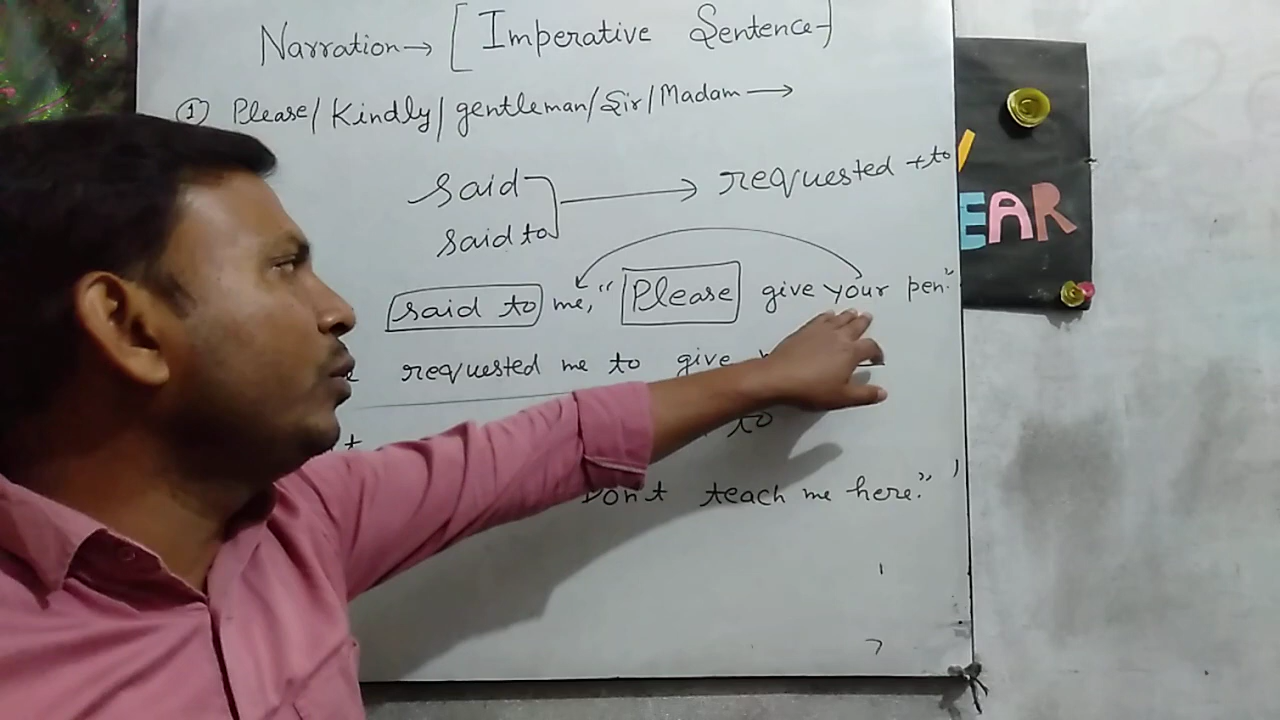 Narration → [Imperative Sentence]
① Please/Kindly/gentleman/Sir/Madam →
said
said to
→ requested + to
said to me, "Please give your pen."
requested me to give
to
Don't teach me here."
EAR